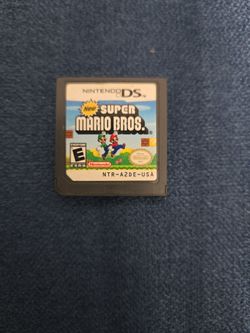 NINTENDO DS
New
SUPER
MARIO BROS.
E
Nintendo
NTR-A2DE-USA